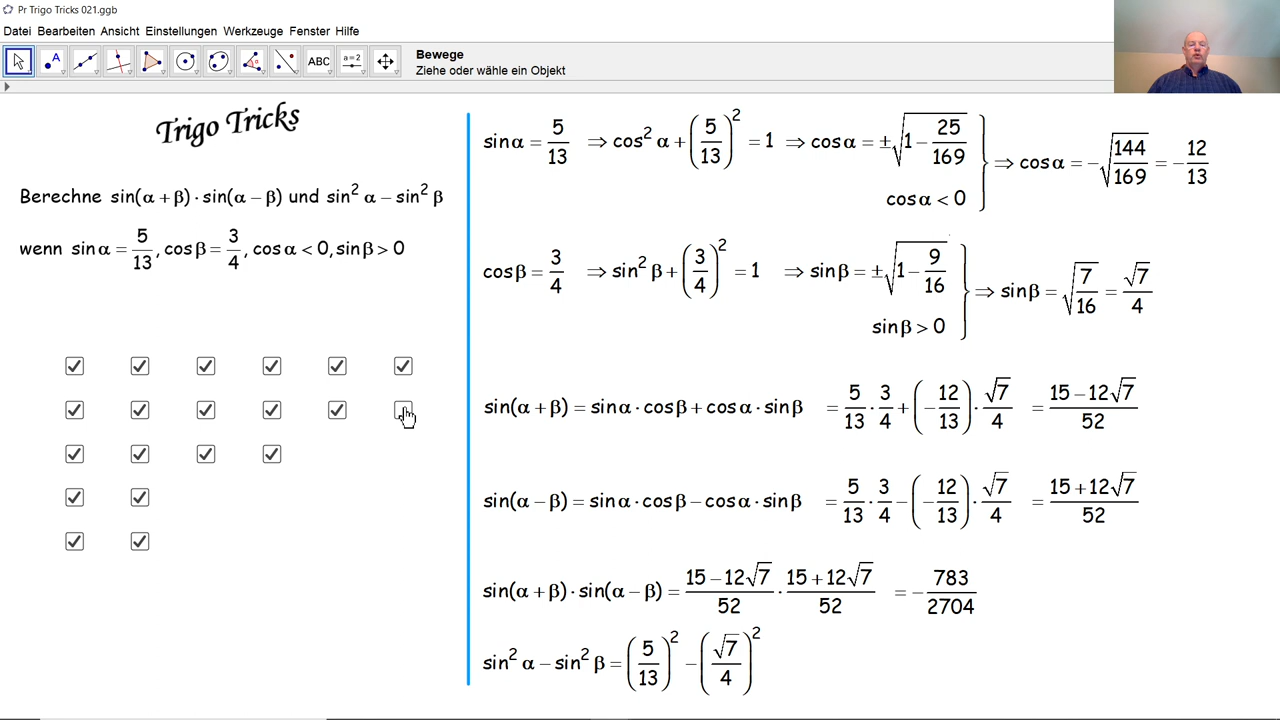 Pr Trigo Tricks 021.ggb
Datei Bearbeiten Ansicht Einstellungen Werkzeuge Fenster Hilfe
A
α
ABC
a=2
Bewege
Ziehe oder wähle ein Objekt
Trigo Tricks
Berechne sin(α + β) · sin(α − β) und sin² α − sin² β
wenn sin α = 5/13, cos β = 3/4, cos α < 0, sin β > 0
sin α = 5/13 ⇒ cos² α + (5/13)² = 1 ⇒ cos α = ±√(1 − 25/169)
cos α < 0
⇒ cos α = −√(144/169) = −12/13
cos β = 3/4 ⇒ sin² β + (3/4)² = 1 ⇒ sin β = ±√(1 − 9/16)
sin β > 0
⇒ sin β = √(7/16) = √7/4
sin(α + β) = sin α · cos β + cos α · sin β = 5/13 · 3/4 + (−12/13) · √7/4 = (15 − 12√7)/52
sin(α − β) = sin α · cos β − cos α · sin β = 5/13 · 3/4 − (−12/13) · √7/4 = (15 + 12√7)/52
sin(α + β) · sin(α − β) = (15 − 12√7)/52 · (15 + 12√7)/52 = −783/2704
sin² α − sin² β = (5/13)² − (√7/4)²